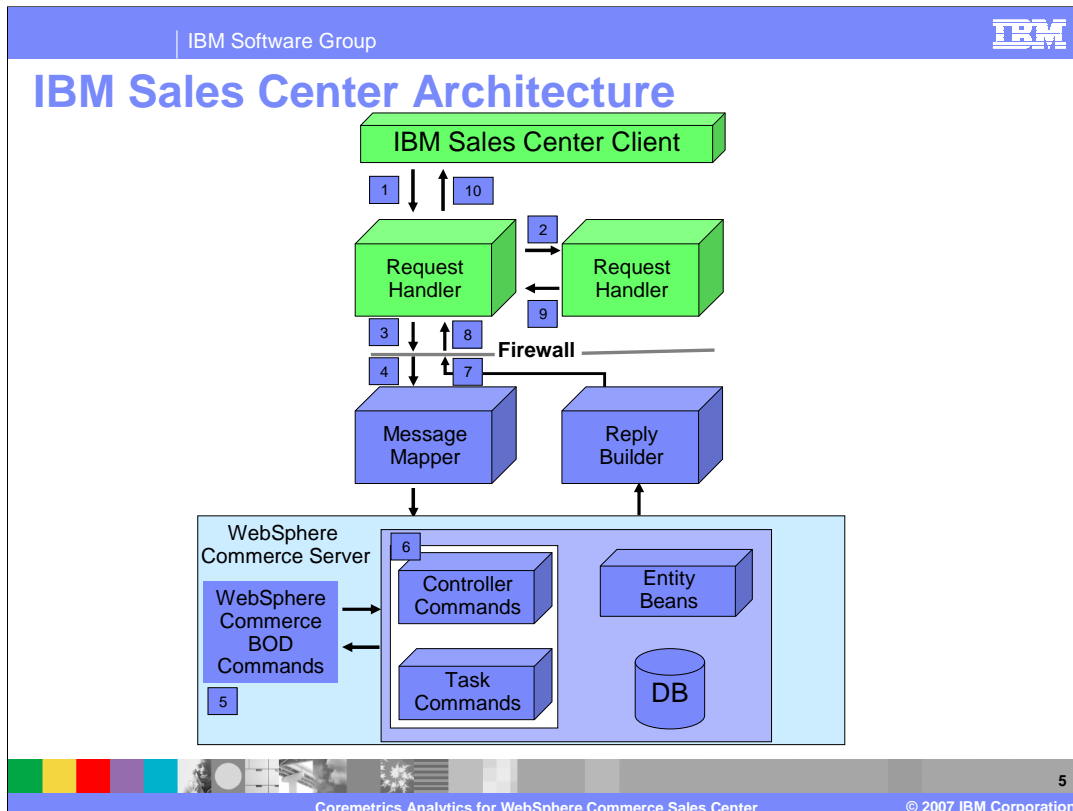 IBM Software Group
IBM
IBM Sales Center Architecture
IBM Sales Center Client
1
10
Request
Handler
2
9
Request
Handler
3
8
Firewall
4
7
Message
Mapper
Reply
Builder
WebSphere
Commerce Server
WebSphere
Commerce
BOD
Commands
5
6
Controller
Commands
Task
Commands
Entity
Beans
DB
5
Coremetrics Analytics for WebSphere Commerce Sales Center
© 2007 IBM Corporation